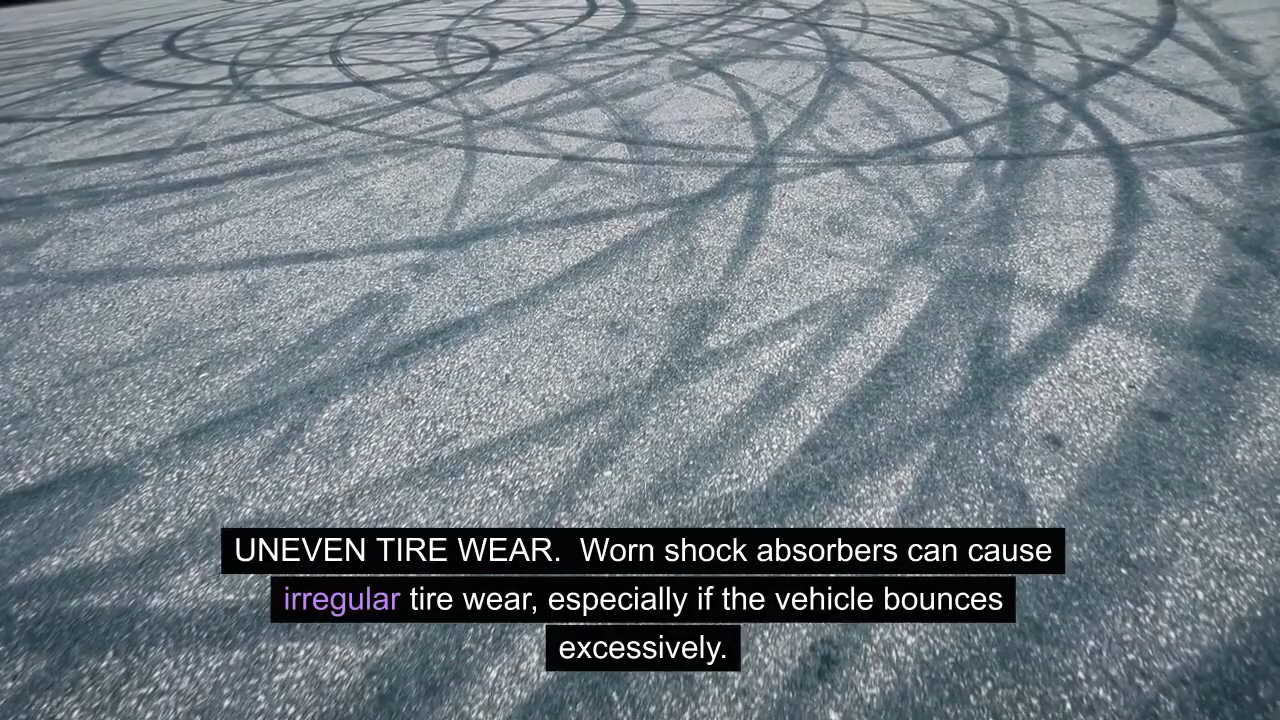 UNEVEN TIRE WEAR.  Worn shock absorbers can cause
irregular tire wear, especially if the vehicle bounces
excessively.